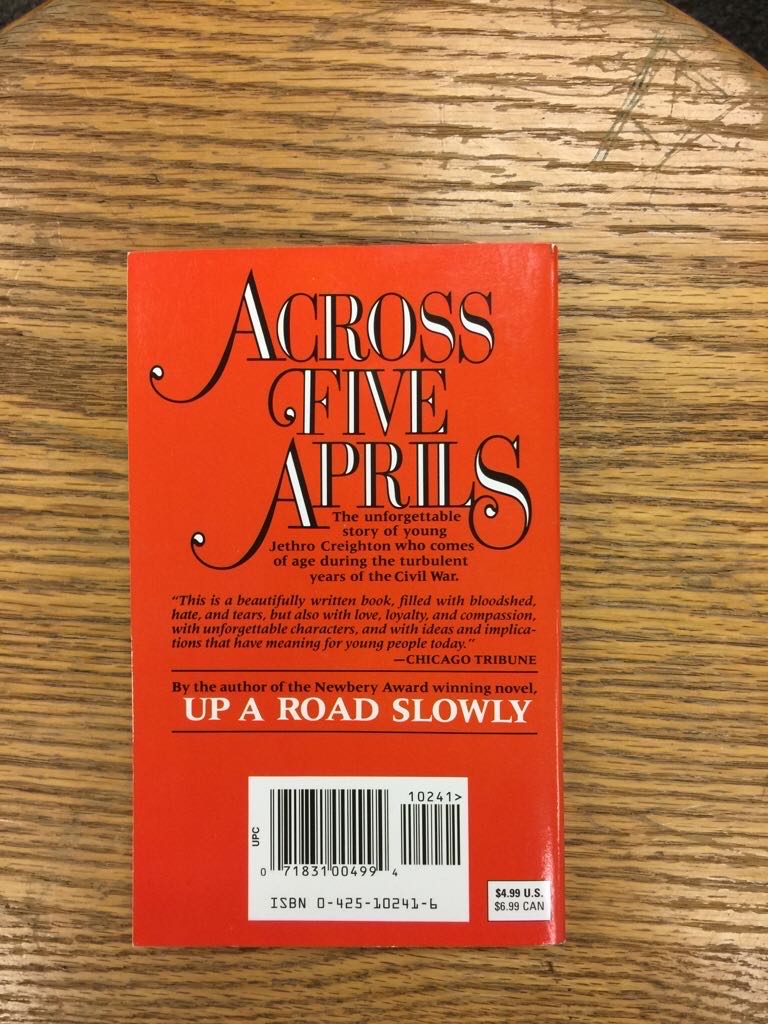 ACROSS
FIVE
APRILS
The unforgettable
story of young
Jethro Creighton who comes
of age during the turbulent
years of the Civil War.
“This is a beautifully written book, filled with bloodshed,
hate, and tears, but also with love, loyalty, and compassion,
with unforgettable characters, and with ideas and implica-
tions that have meaning for young people today.”
—CHICAGO TRIBUNE
By the author of the Newbery Award winning novel,
UP A ROAD SLOWLY
10241>
UPC
0 71831 00499 4
ISBN 0-425-10241-6
$4.99 U.S.
$6.99 CAN